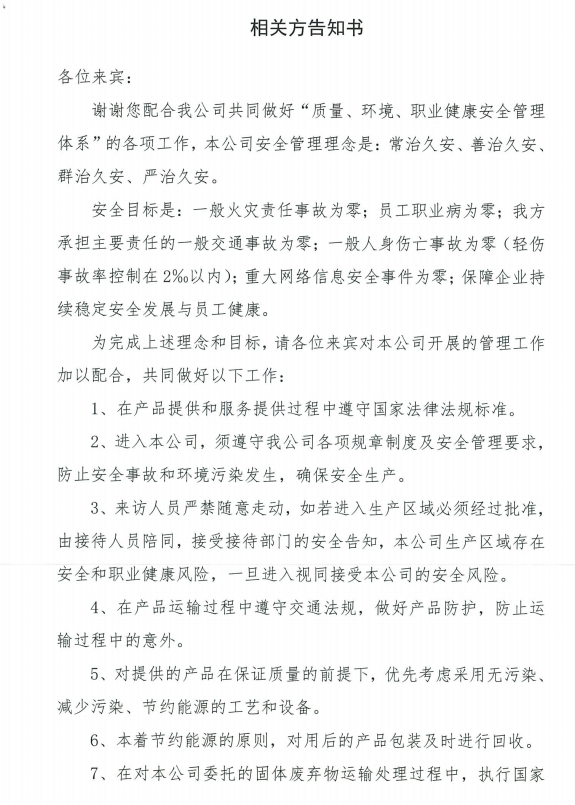 相关方告知书
各位来宾：
谢谢您配合我公司共同做好“质量、环境、职业健康安全管理
体系”的各项工作，本公司安全管理理念是：常治久安、善治久安、
群治久安、严治久安。
安全目标是：一般火灾责任事故为零；员工职业病为零；我方
承担主要责任的一般交通事故为零；一般人身伤亡事故为零（轻伤
事故率控制在2‰以内）；重大网络信息安全事件为零；保障企业持
续稳定安全发展与员工健康。
为完成上述理念和目标，请各位来宾对本公司开展的管理工作
加以配合，共同做好以下工作：
1、在产品提供和服务提供过程中遵守国家法律法规标准。
2、进入本公司，须遵守我公司各项规章制度及安全管理要求，
防止安全事故和环境污染发生，确保安全生产。
3、来访人员严禁随意走动，如若进入生产区域必须经过批准，
由接待人员陪同，接受接待部门的安全告知，本公司生产区域存在
安全和职业健康风险，一旦进入视同接受本公司的安全风险。
4、在产品运输过程中遵守交通法规，做好产品防护，防止运
输过程中的意外。
5、对提供的产品在保证质量的前提下，优先考虑采用无污染、
减少污染、节约能源的工艺和设备。
6、本着节约能源的原则，对用后的产品包装及时进行回收。
7、在对本公司委托的固体废弃物运输处理过程中，执行国家